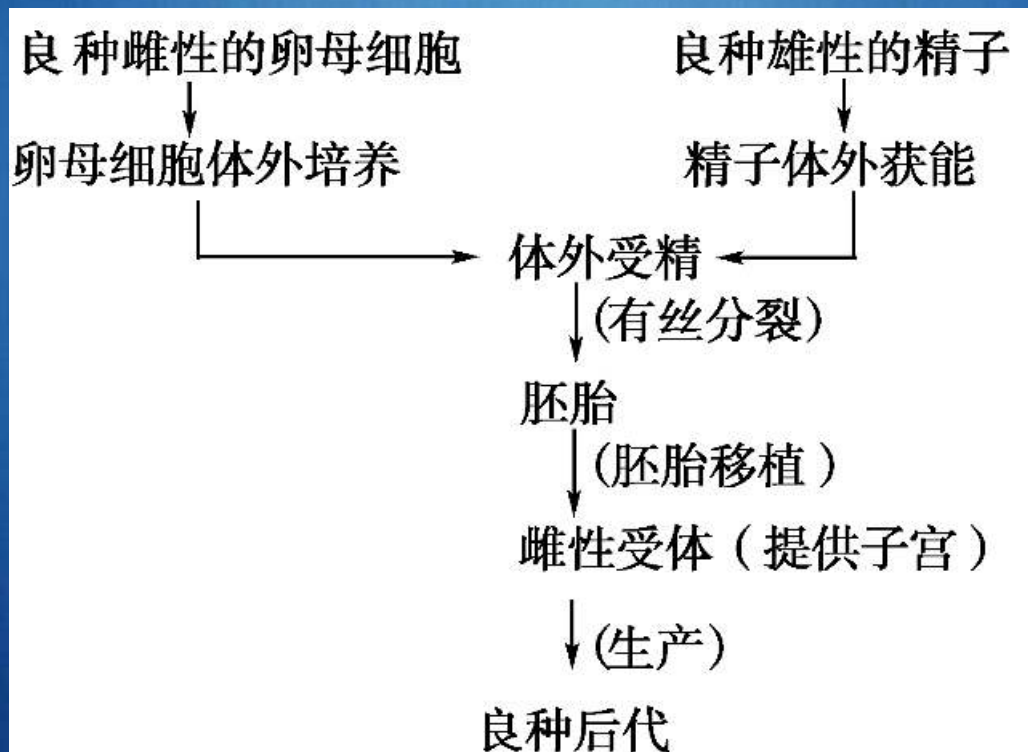 良种雌性的卵母细胞
良种雄性的精子
卵母细胞体外培养
精子体外获能
体外受精
(有丝分裂)
胚胎
(胚胎移植)
雌性受体(提供子宫)
(生产)
良种后代